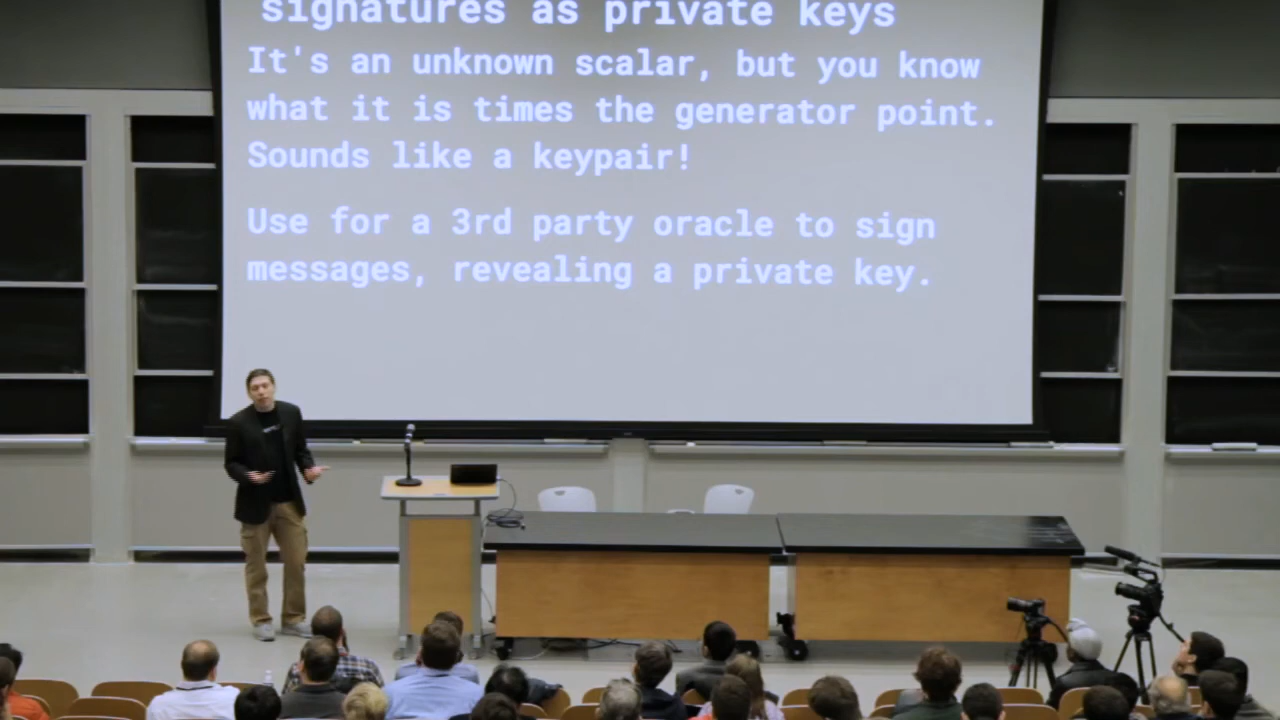 signatures as private keys
It's an unknown scalar, but you know
what it is times the generator point.
Sounds like a keypair!
Use for a 3rd party oracle to sign
messages, revealing a private key.